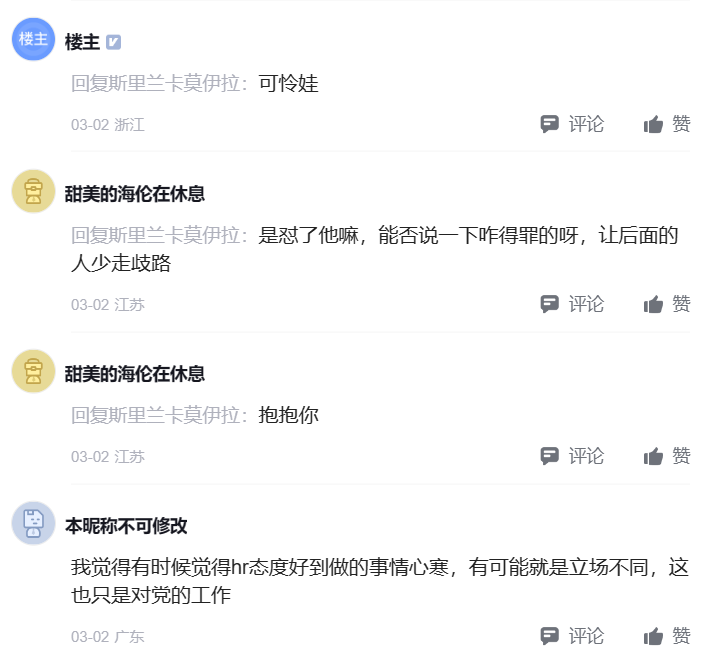 楼主
楼主
回复斯里兰卡莫伊拉：可怜娃
03-02 浙江
评论
赞
甜美的海伦在休息
回复斯里兰卡莫伊拉：是怼了他嘛，能否说一下咋得罪的呀，让后面的
人少走歧路
03-02 江苏
评论
赞
甜美的海伦在休息
回复斯里兰卡莫伊拉：抱抱你
03-02 江苏
评论
赞
本昵称不可修改
我觉得有时候觉得hr态度好到做的事情心寒，有可能就是立场不同，这
也只是对党的工作
03-02 广东
评论
赞